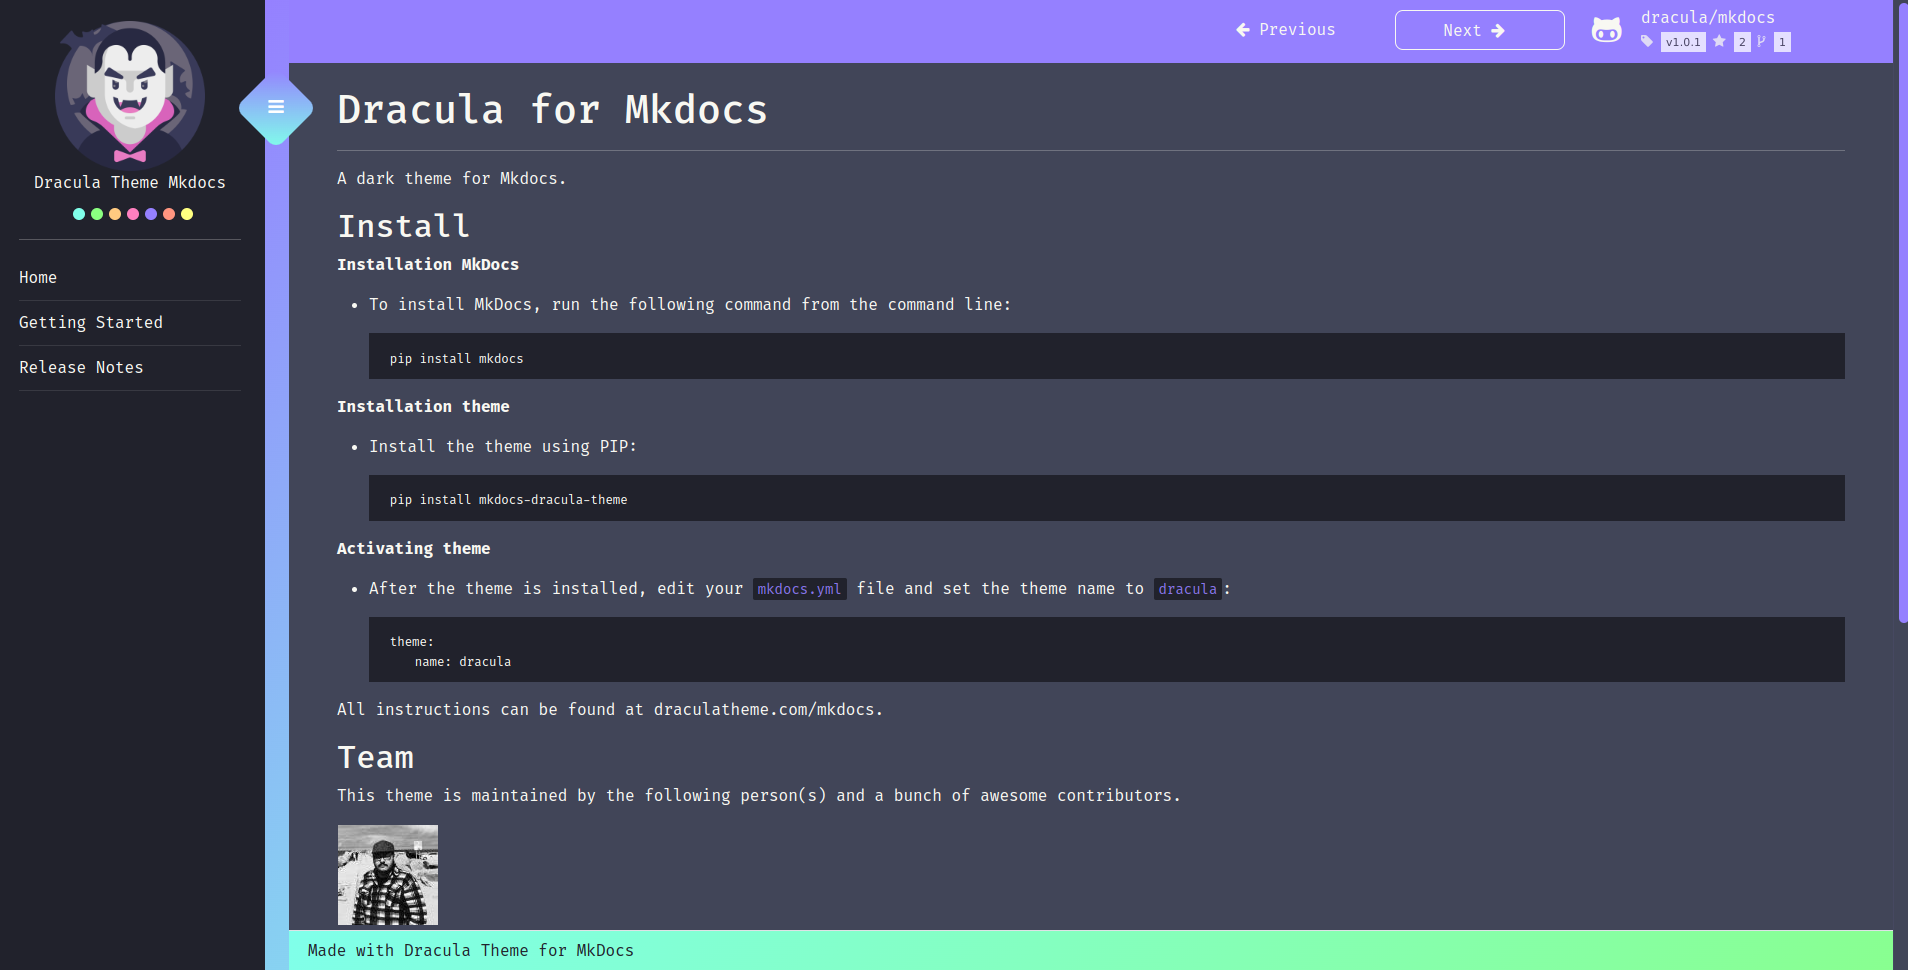 Dracula Theme Mkdocs
Home
Getting Started
Release Notes
Previous
Next
dracula/mkdocs
v1.0.1 2 1
Dracula for Mkdocs
A dark theme for Mkdocs.
Install
Installation MkDocs
To install MkDocs, run the following command from the command line:
pip install mkdocs
Installation theme
Install the theme using PIP:
pip install mkdocs-dracula-theme
Activating theme
After the theme is installed, edit your mkdocs.yml file and set the theme name to dracula:
theme:
name: dracula
All instructions can be found at draculatheme.com/mkdocs.
Team
This theme is maintained by the following person(s) and a bunch of awesome contributors.
Made with Dracula Theme for MkDocs